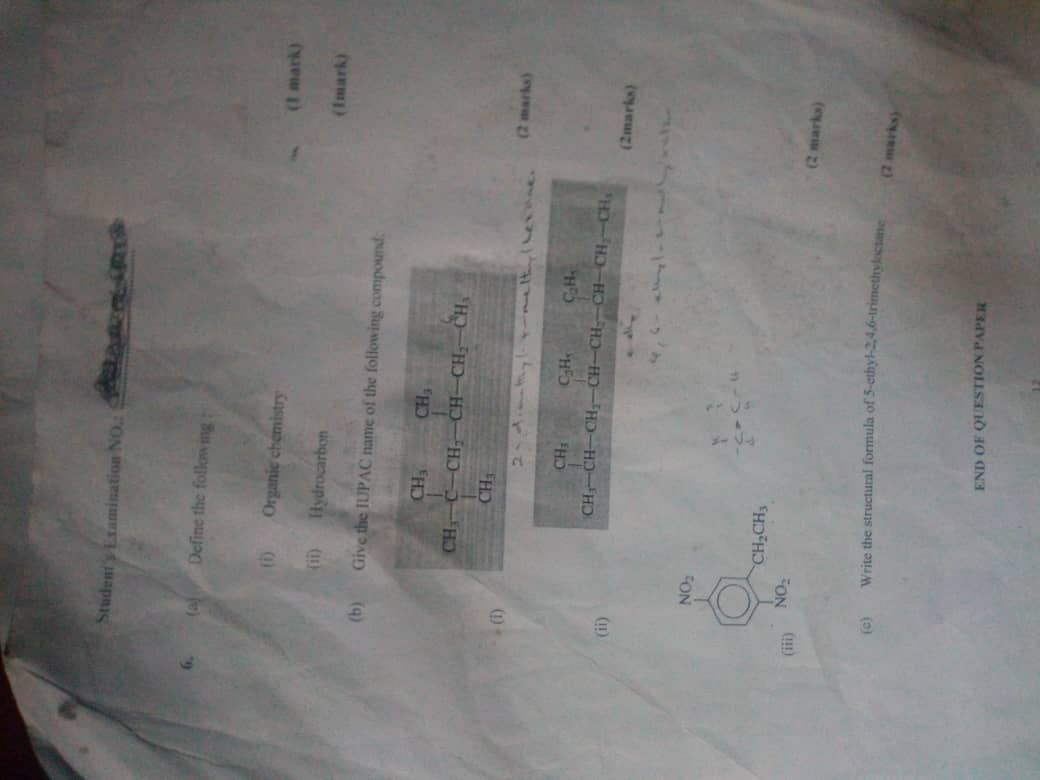 Student's Examination NO.:
6. (a) Define the following :
(i) Organic chemistry (1 mark)
(ii) Hydrocarbon (1mark)
(b) Give the IUPAC name of the following compound:
CH₃ CH₃
CH₃—C—CH₂—CH—CH₂—CH₃
CH₃
(i) (2 marks)
CH₃ C₂H₅ C₂H₅
CH₃—CH—CH₂—CH—CH₂—CH—CH₂—CH₃
(ii) (2marks)
NO₂
CH₂CH₃
NO₂
(iii) (2 marks)
(c) Write the structural formula of 5-ethyl-2,4,6-trimethyloctane (2 marks)
END OF QUESTION PAPER
12